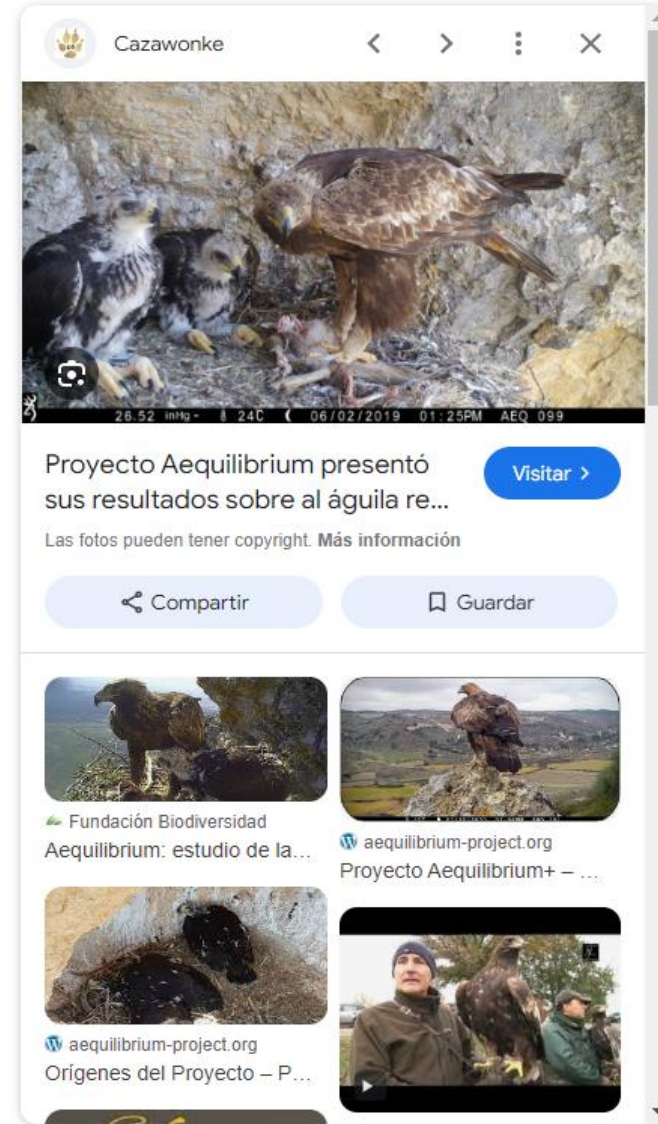 Cazawonke
26.52 inHg- 24C 06/02/2019 01:25PM AEQ 099
Proyecto Aequilibrium presentó
sus resultados sobre al águila re...
Visitar >
Las fotos pueden tener copyright. Más información
Compartir
Guardar
Fundación Biodiversidad
Aequilibrium: estudio de la...
aequilibrium-project.org
Proyecto Aequilibrium+ – ...
aequilibrium-project.org
Orígenes del Proyecto – P...